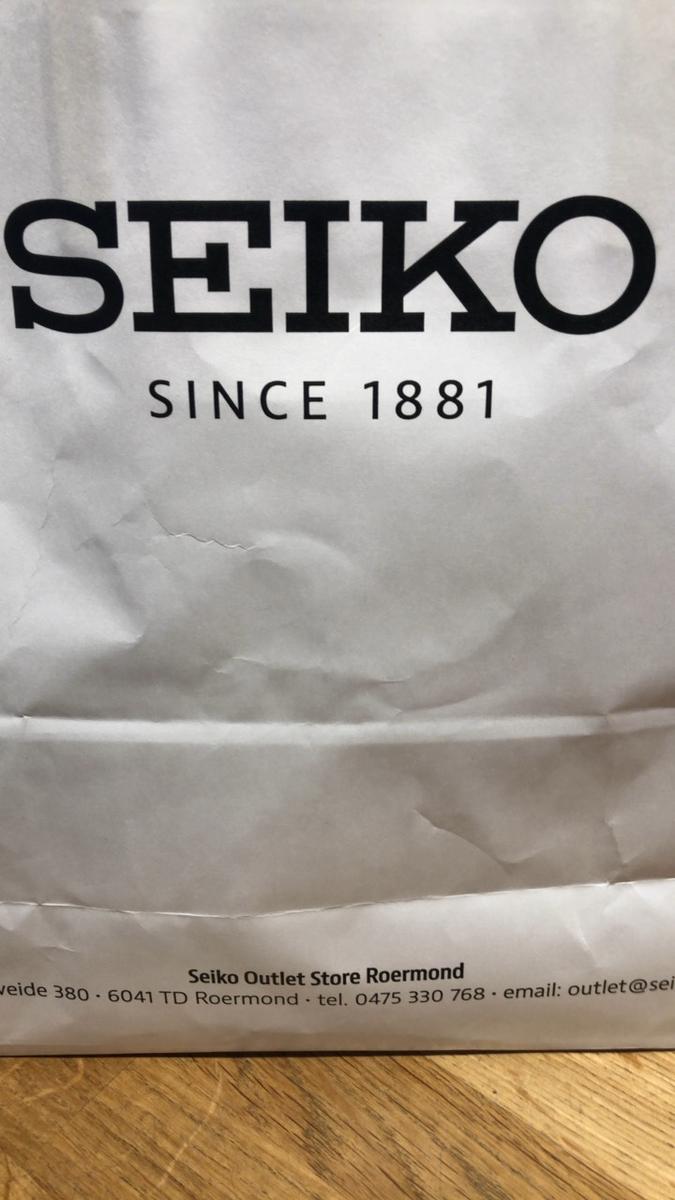 SEIKO
SINCE 1881
Seiko Outlet Store Roermond
380 · 6041 TD Roermond · tel. 0475 330 768 · email: